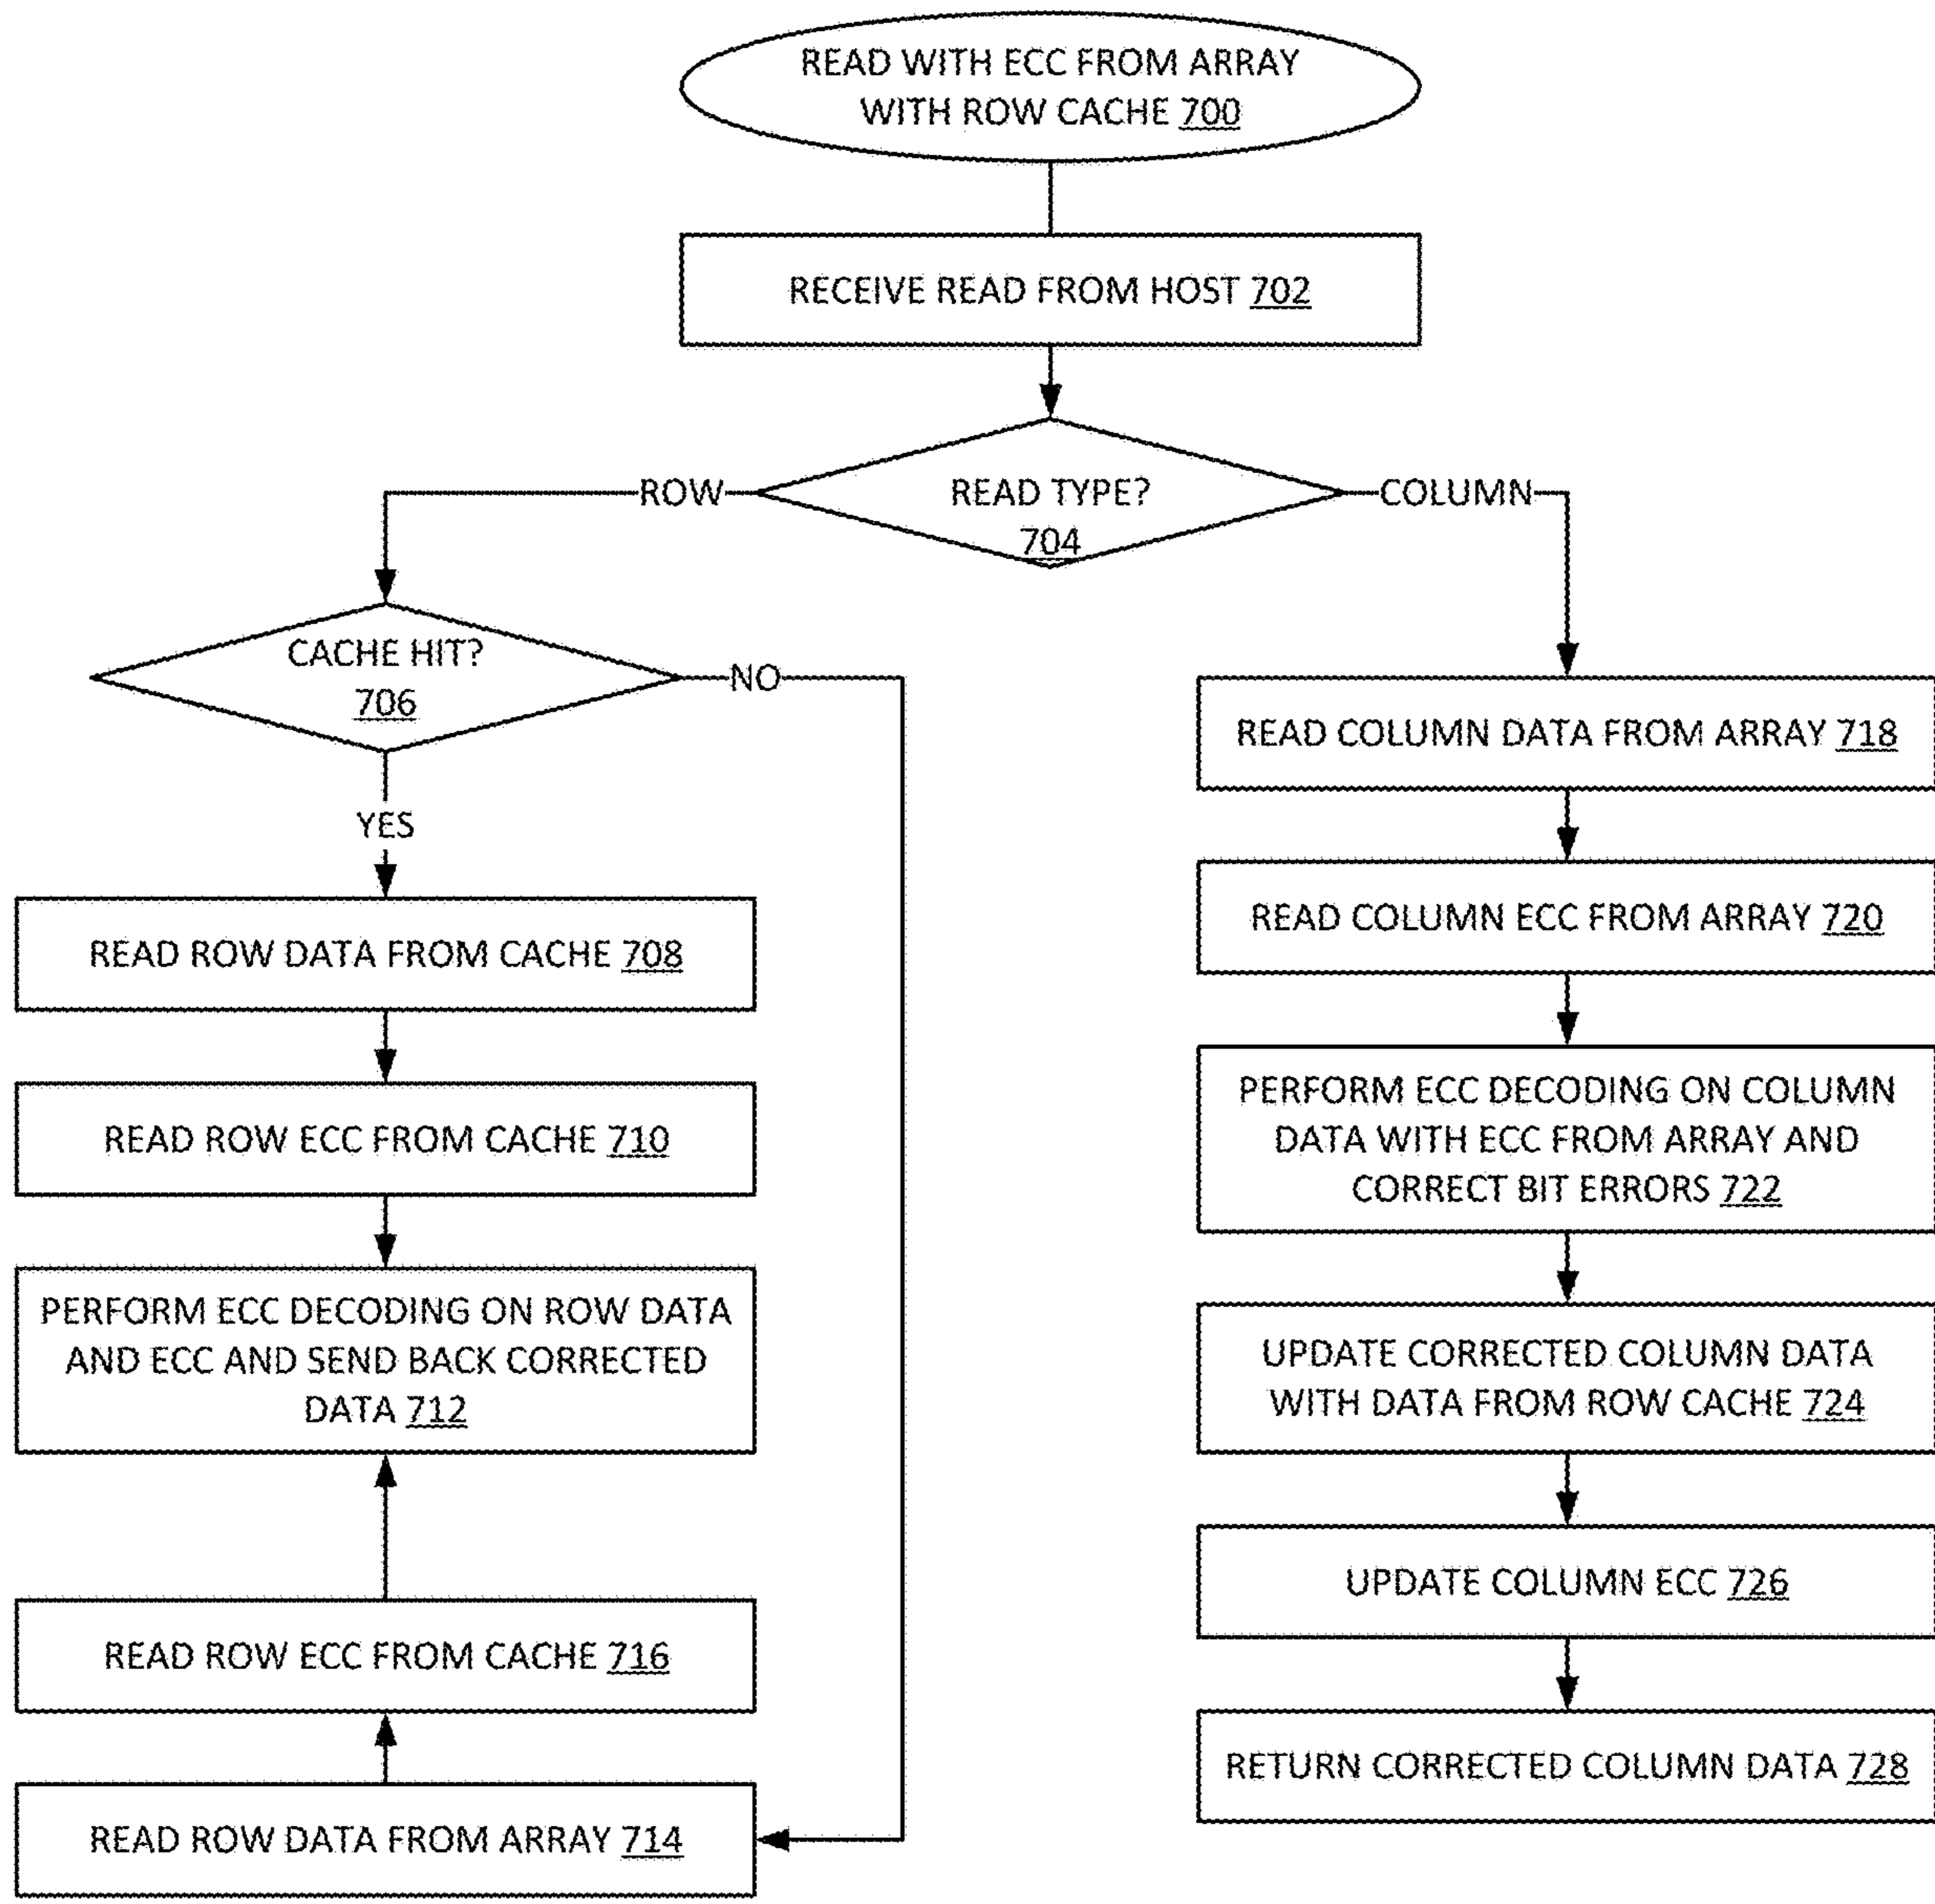 READ WITH ECC FROM ARRAY
WITH ROW CACHE 700
RECEIVE READ FROM HOST 702
READ TYPE?
704
ROW
COLUMN
CACHE HIT?
706
NO
YES
READ ROW DATA FROM CACHE 708
READ ROW ECC FROM CACHE 710
PERFORM ECC DECODING ON ROW DATA
AND ECC AND SEND BACK CORRECTED
DATA 712
READ ROW ECC FROM CACHE 716
READ ROW DATA FROM ARRAY 714
READ COLUMN DATA FROM ARRAY 718
READ COLUMN ECC FROM ARRAY 720
PERFORM ECC DECODING ON COLUMN
DATA WITH ECC FROM ARRAY AND
CORRECT BIT ERRORS 722
UPDATE CORRECTED COLUMN DATA
WITH DATA FROM ROW CACHE 724
UPDATE COLUMN ECC 726
RETURN CORRECTED COLUMN DATA 728